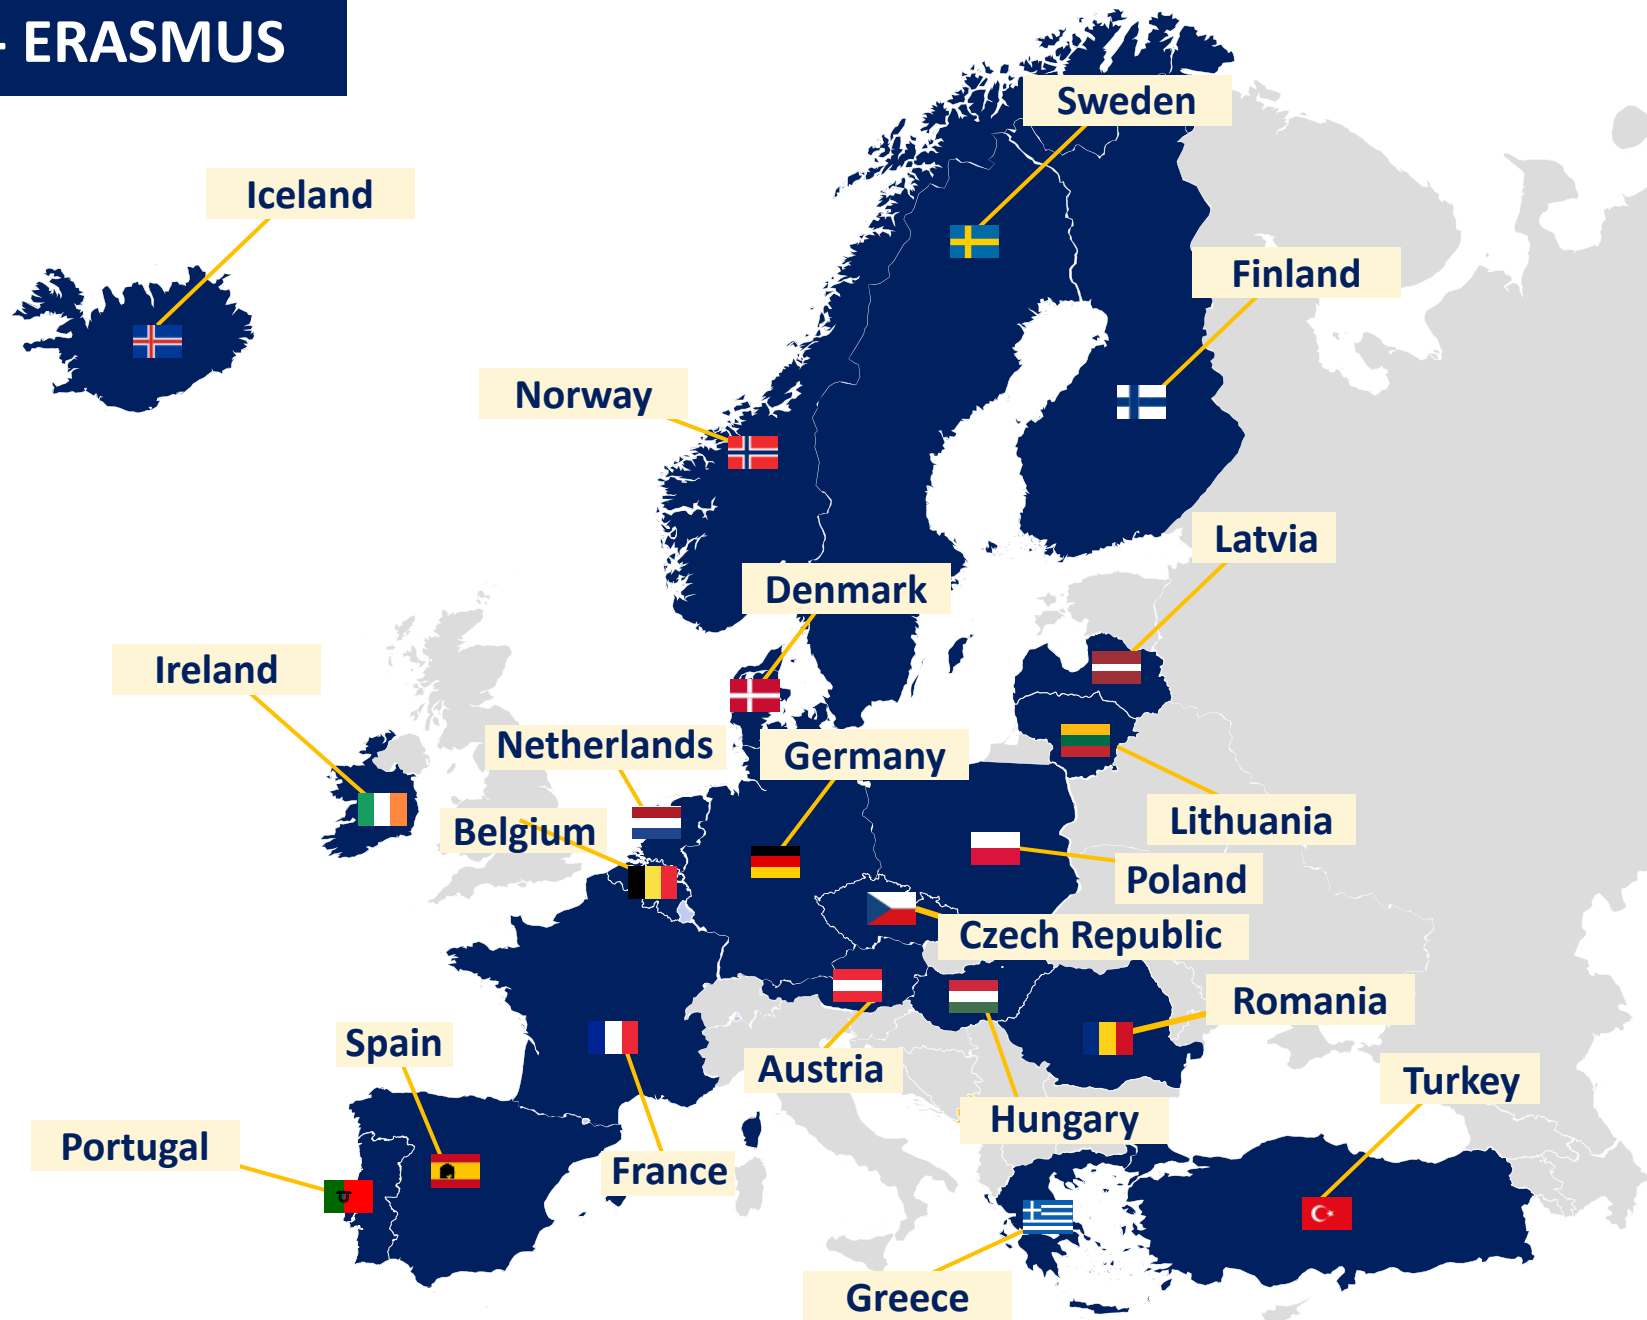 - ERASMUS
Sweden
Iceland
Finland
Norway
Latvia
Denmark
Ireland
Netherlands
Germany
Belgium
Lithuania
Poland
Czech Republic
Romania
Spain
Austria
Turkey
Hungary
Portugal
France
Greece